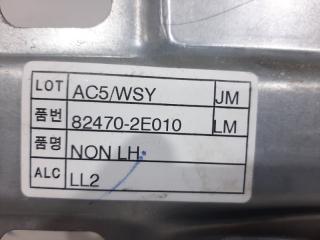 LOT AC5/WSY JM
품번 82470-2E010 LM
품명 NON LH
ALC LL2